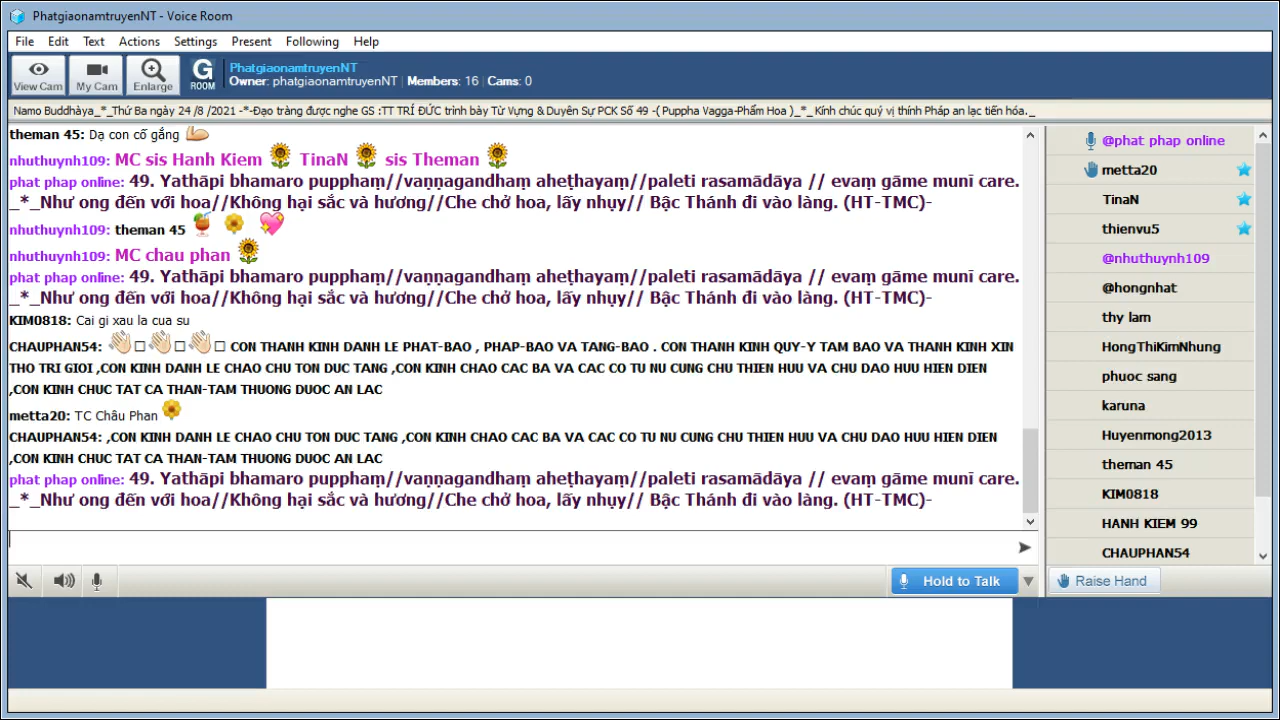 PhatgiaonamtruyenNT - Voice Room
File Edit Text Actions Settings Present Following Help
View Cam
My Cam
Enlarge
G
ROOM
PhatgiaonamtruyenNT
Owner: phatgiaonamtruyenNT | Members: 16 | Cams: 0
Namo Buddhàya_*_Thứ Ba ngày 24 /8 /2021 -*-Đạo tràng được nghe GS :TT TRÍ ĐỨC trình bày Từ Vựng & Duyên Sự PCK Số 49 -( Puppha Vagga-Phẩm Hoa )_*_Kính chúc quý vị thính Pháp an lạc tiến hóa._
theman 45: Dạ con cố gắng
nhuthuynh109: MC sis Hanh Kiem TinaN sis Theman
phat phap online: 49. Yathāpi bhamaro pupphaṃ//vaṇṇagandhaṃ aheṭhayaṃ//paleti rasamādāya // evaṃ gāme munī care.
_*_Như ong đến với hoa//Không hại sắc và hương//Che chở hoa, lấy nhụy// Bậc Thánh đi vào làng. (HT-TMC)-
nhuthuynh109: theman 45
nhuthuynh109: MC chau phan
phat phap online: 49. Yathāpi bhamaro pupphaṃ//vaṇṇagandhaṃ aheṭhayaṃ//paleti rasamādāya // evaṃ gāme munī care.
_*_Như ong đến với hoa//Không hại sắc và hương//Che chở hoa, lấy nhụy// Bậc Thánh đi vào làng. (HT-TMC)-
KIM0818: Cai gi xau la cua su
CHAUPHAN54: CON THANH KINH DANH LE PHAT-BAO , PHAP-BAO VA TANG-BAO . CON THANH KINH QUY-Y TAM BAO VA THANH KINH XIN
THO TRI GIOI ,CON KINH DANH LE CHAO CHU TON DUC TANG ,CON KINH CHAO CAC BA VA CAC CO TU NU CUNG CHU THIEN HUU VA CHU DAO HUU HIEN DIEN
,CON KINH CHUC TAT CA THAN-TAM THUONG DUOC AN LAC
metta20: TC Châu Phan
CHAUPHAN54: ,CON KINH DANH LE CHAO CHU TON DUC TANG ,CON KINH CHAO CAC BA VA CAC CO TU NU CUNG CHU THIEN HUU VA CHU DAO HUU HIEN DIEN
,CON KINH CHUC TAT CA THAN-TAM THUONG DUOC AN LAC
phat phap online: 49. Yathāpi bhamaro pupphaṃ//vaṇṇagandhaṃ aheṭhayaṃ//paleti rasamādāya // evaṃ gāme munī care.
_*_Như ong đến với hoa//Không hại sắc và hương//Che chở hoa, lấy nhụy// Bậc Thánh đi vào làng. (HT-TMC)-
Hold to Talk
@phat phap online
metta20
TinaN
thienvu5
@nhuthuynh109
@hongnhat
thy lam
HongThiKimNhung
phuoc sang
karuna
Huyenmong2013
theman 45
KIM0818
HANH KIEM 99
CHAUPHAN54
Raise Hand